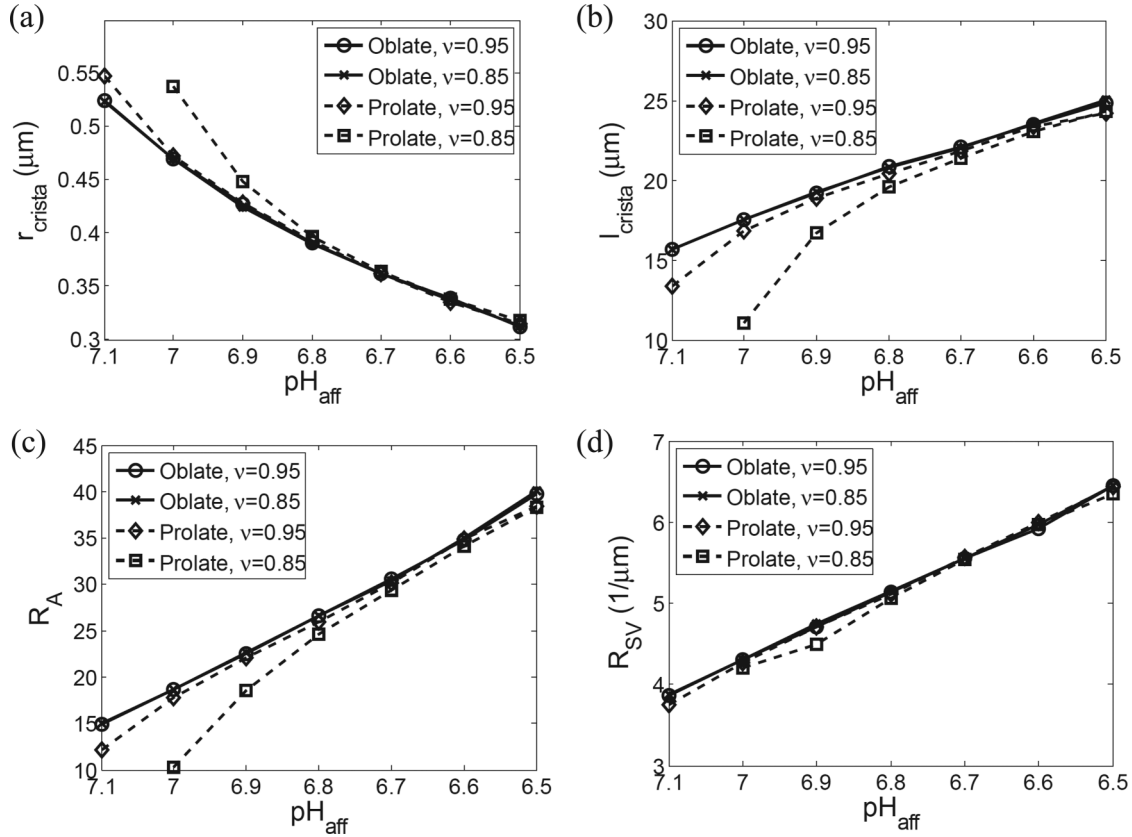 (a)
r_crista (μm)
0.55
0.5
0.45
0.4
0.35
0.3
7.1 7 6.9 6.8 6.7 6.6 6.5
pH_aff
Oblate, ν=0.95
Oblate, ν=0.85
Prolate, ν=0.95
Prolate, ν=0.85
(b)
l_crista (μm)
30
25
20
15
10
7.1 7 6.9 6.8 6.7 6.6 6.5
pH_aff
Oblate, ν=0.95
Oblate, ν=0.85
Prolate, ν=0.95
Prolate, ν=0.85
(c)
R_A
45
40
35
30
25
20
15
10
7.1 7 6.9 6.8 6.7 6.6 6.5
pH_aff
Oblate, ν=0.95
Oblate, ν=0.85
Prolate, ν=0.95
Prolate, ν=0.85
(d)
R_SV (1/μm)
7
6
5
4
3
7.1 7 6.9 6.8 6.7 6.6 6.5
pH_aff
Oblate, ν=0.95
Oblate, ν=0.85
Prolate, ν=0.95
Prolate, ν=0.85